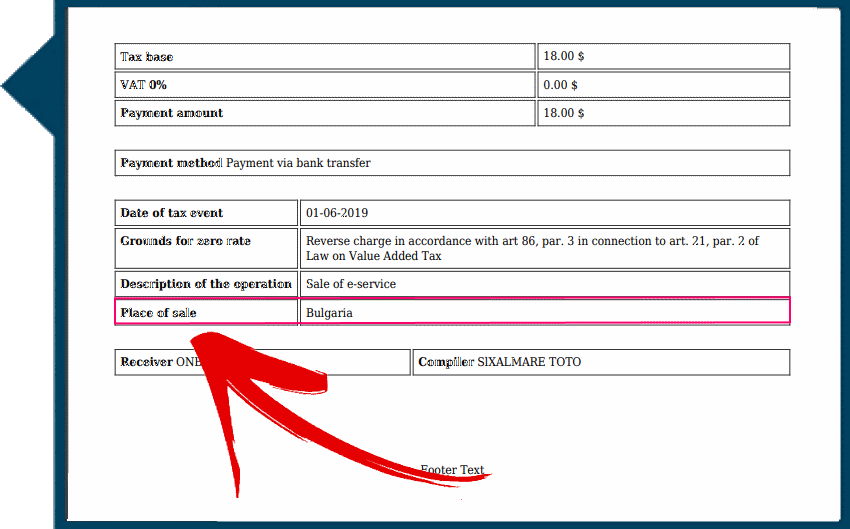 Tax base 18.00 $
VAT 0% 0.00 $
Payment amount 18.00 $
Payment method Payment via bank transfer
Date of tax event 01-06-2019
Grounds for zero rate Reverse charge in accordance with art 86, par. 3 in connection to art. 21, par. 2 of
Law on Value Added Tax
Description of the operation Sale of e-service
Place of sale Bulgaria
Receiver Compiler SIXALMARE TOTO
Footer Text